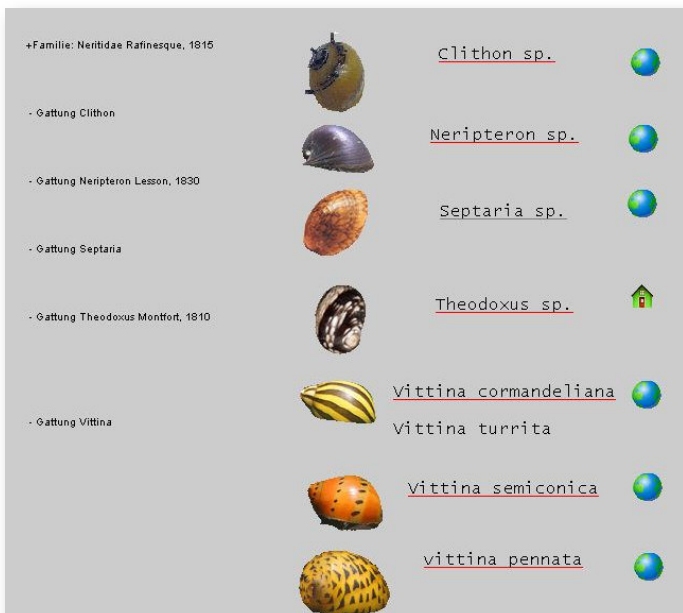 +Familie: Neritidae Rafinesque, 1815
Clithon sp.
- Gattung Clithon
Neripteron sp.
- Gattung Neripteron Lesson, 1830
Septaria sp.
- Gattung Septaria
Theodoxus sp.
- Gattung Theodoxus Montfort, 1810
Vittina cormandeliana
- Gattung Vittina
Vittina turrita
Vittina semiconica
vittina pennata